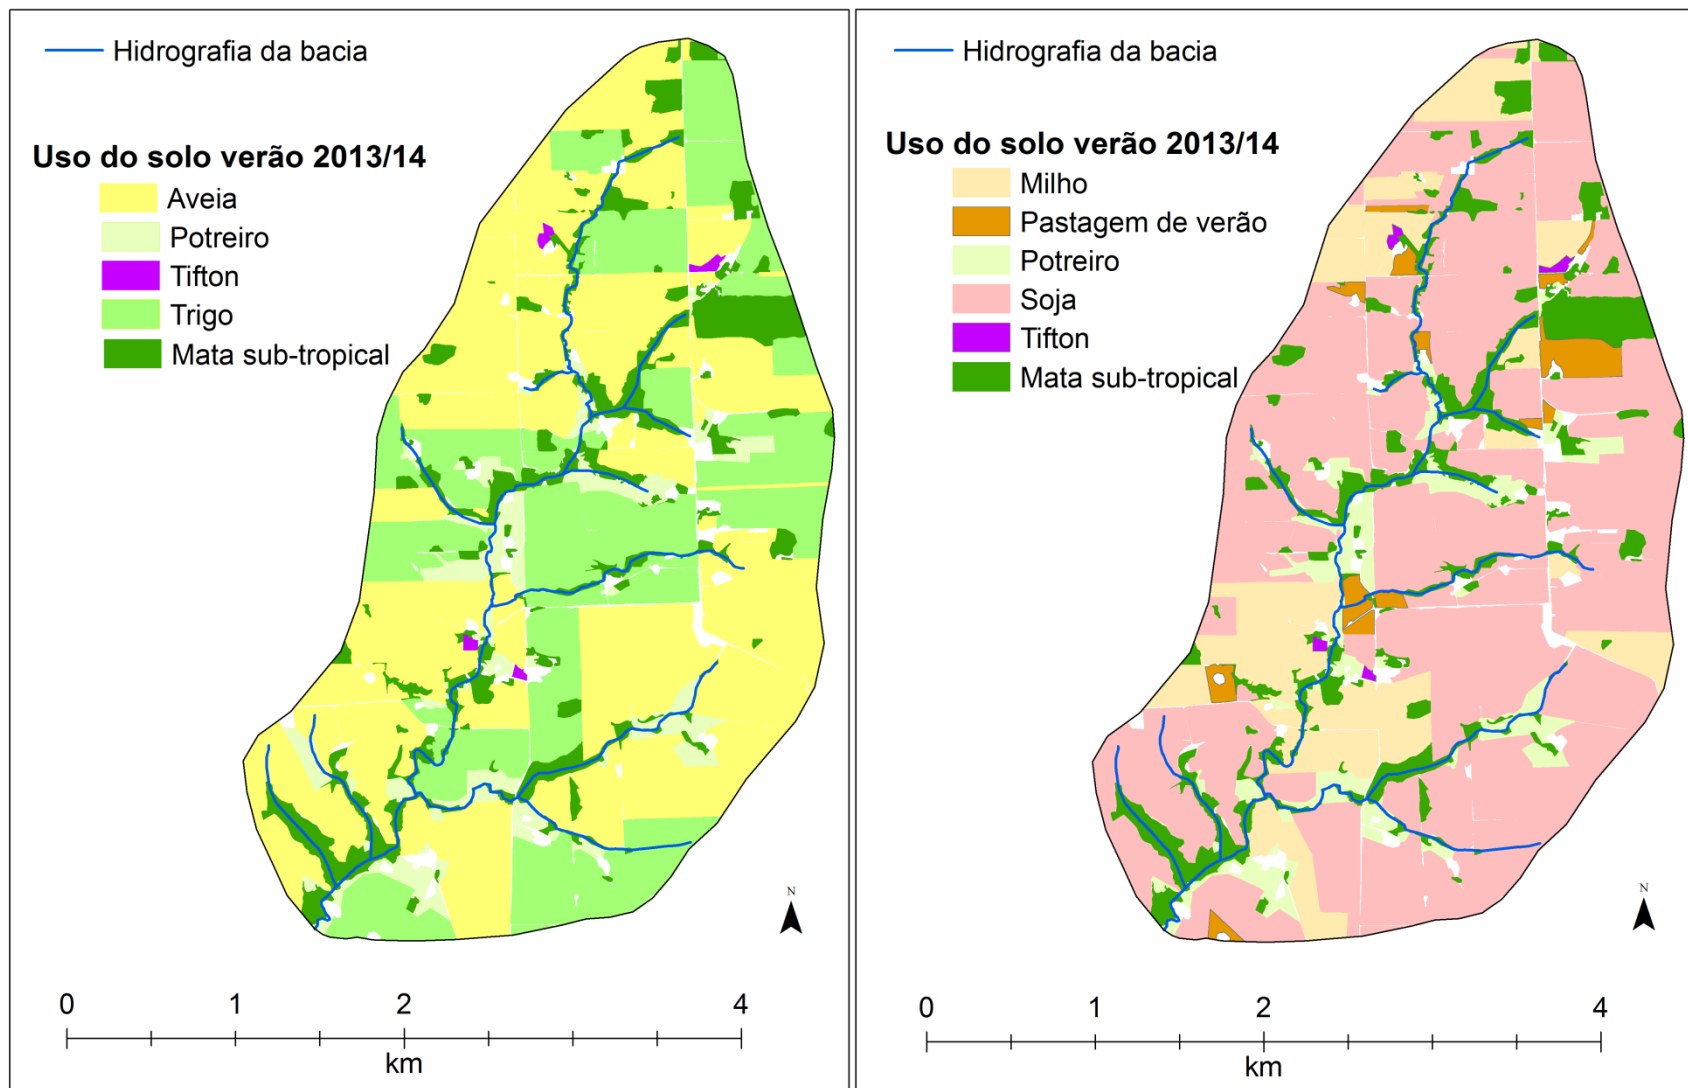 Hidrografia da bacia
Uso do solo verão 2013/14
Aveia
Potreiro
Tifton
Trigo
Mata sub-tropical
N
0 1 2 4
km
Hidrografia da bacia
Uso do solo verão 2013/14
Milho
Pastagem de verão
Potreiro
Soja
Tifton
Mata sub-tropical
N
0 1 2 4
km